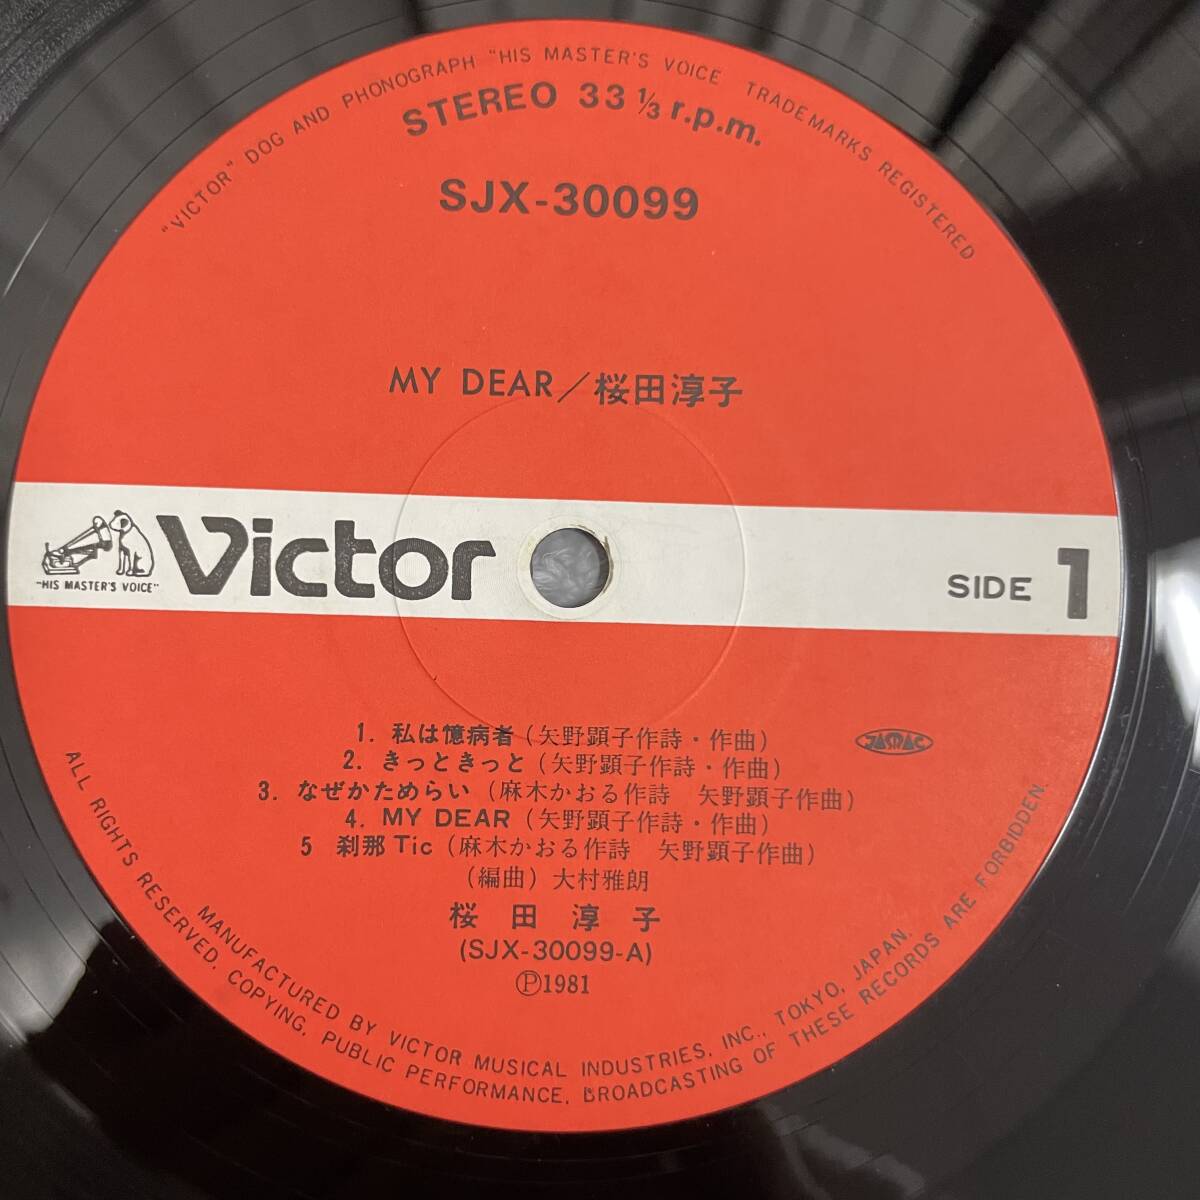 "VICTOR" DOG AND PHONOGRAPH "HIS MASTER'S VOICE TRADEMARKS REGISTERED
STEREO 33 ⅓ r.p.m.
SJX-30099
MY DEAR／桜田淳子
"HIS MASTER'S VOICE"
Victor
SIDE 1
1. 私は憶病者（矢野顕子作詩・作曲）
2. きっときっと（矢野顕子作詩・作曲）
3. なぜかためらい（麻木かおる作詩 矢野顕子作曲）
4. MY DEAR（矢野顕子作詩・作曲）
5 刹那 Tic（麻木かおる作詩 矢野顕子作曲）
（編曲）大村雅朗
桜田淳子
(SJX-30099-A)
Ⓟ1981
JASRAC
MANUFACTURED BY VICTOR MUSICAL INDUSTRIES, INC., TOKYO, JAPAN.
ALL RIGHTS RESERVED. COPYING, PUBLIC PERFORMANCE, BROADCASTING OF THESE RECORDS ARE FORBIDDEN.